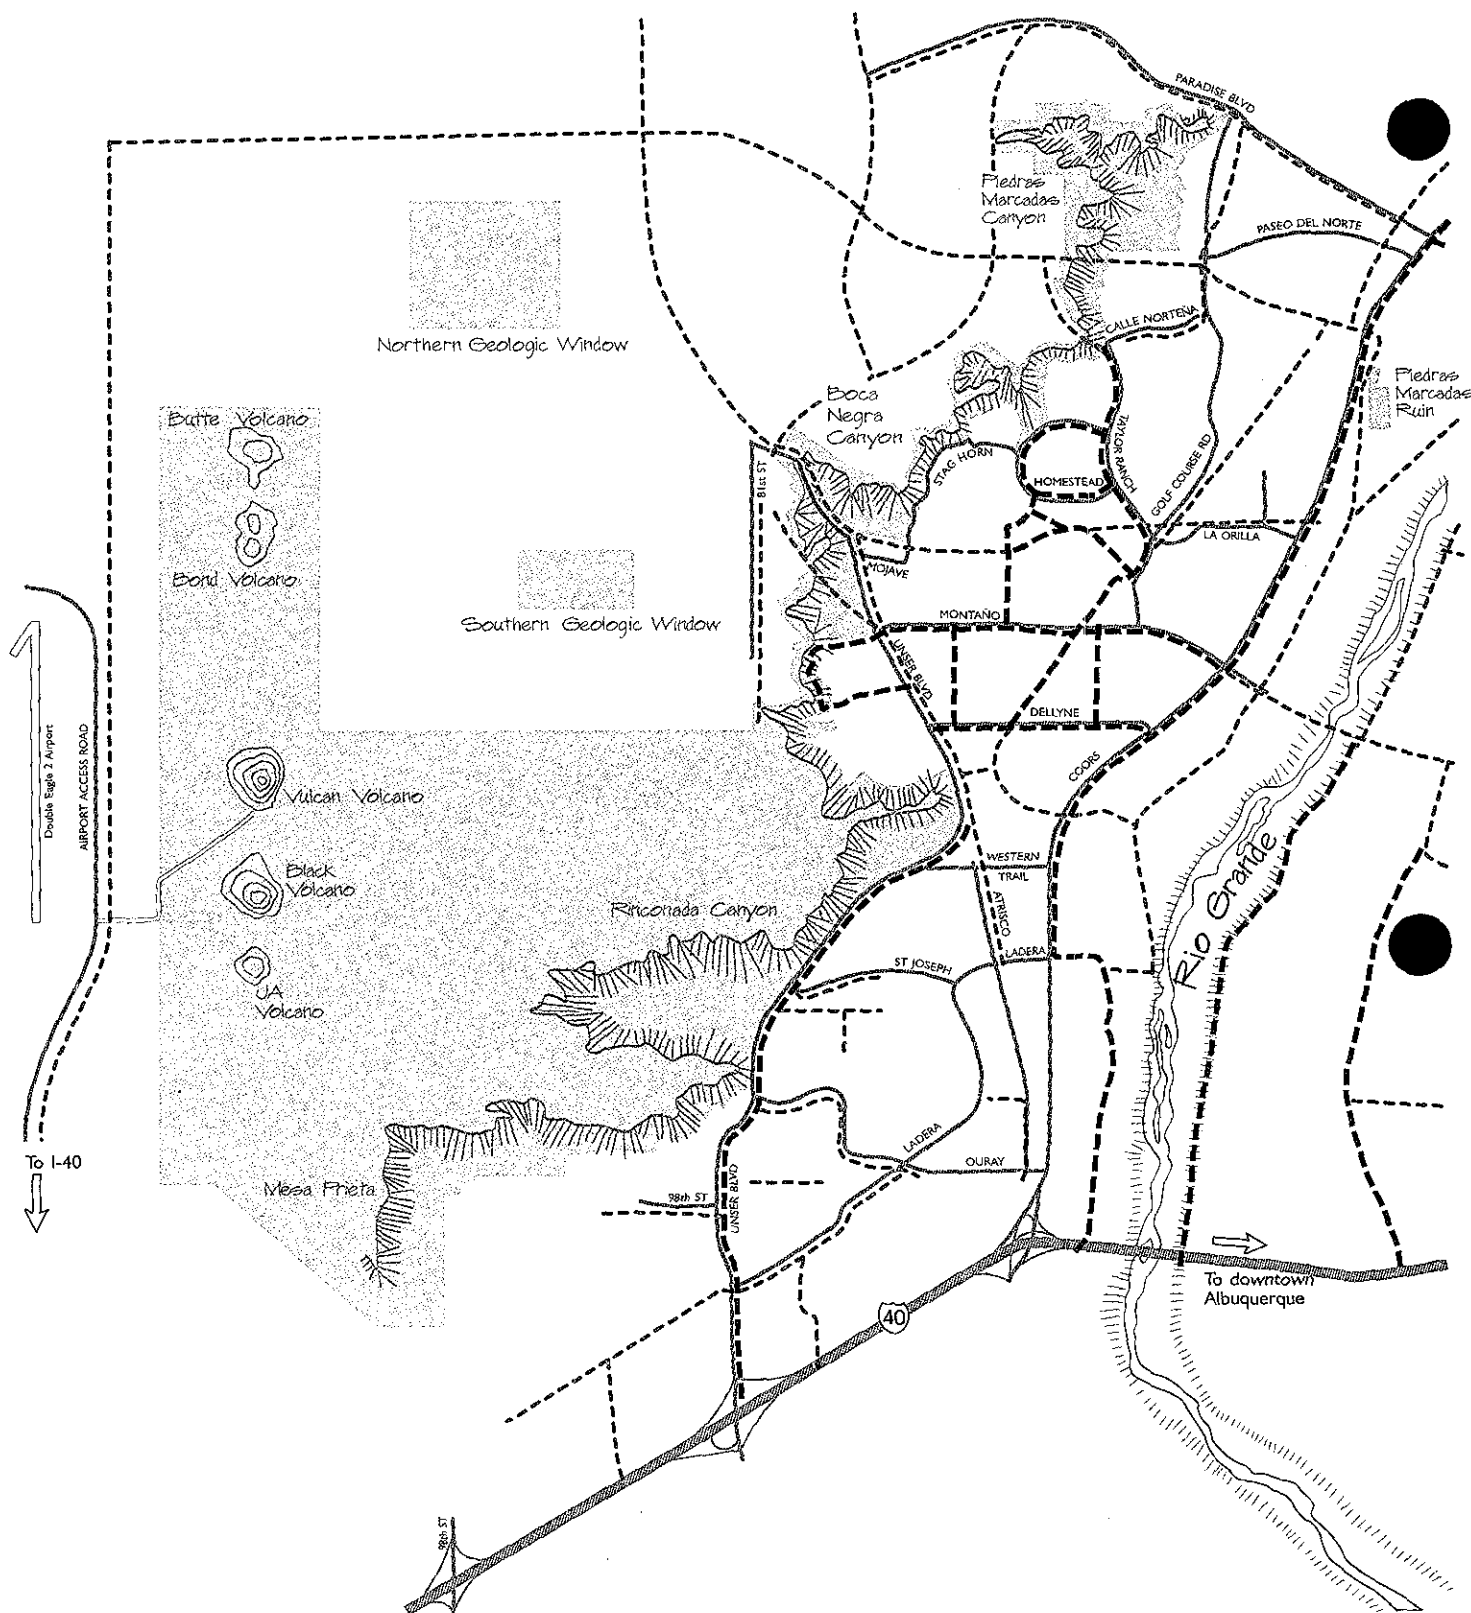 PARADISE BLVD
Piedras
Marcadas
Canyon
PASEO DEL NORTE
CALLE NORTEÑA
Northern Geologic Window
Piedras
Marcadas
Ruin
Boca
Negra
Canyon
Butte Volcano
STAG HORN
TAYLOR RANCH
GOLF COURSE RD
81st ST
HOMESTEAD
LA ORILLA
MOJAVE
Bond Volcano
Southern Geologic Window
MONTAÑO
UNSER BLVD
DELLYNE
COORS
Double Eagle 2 Airport
AIRPORT ACCESS ROAD
Vulcan Volcano
Rio Grande
WESTERN
TRAIL
Black
Volcano
ATRISCO
Rinconada Canyon
LADERA
ST JOSEPH
JA
Volcano
LADERA
OURAY
To I-40
Mesa Prieta
98th ST
UNSER BLVD
To downtown
Albuquerque
40
98th ST